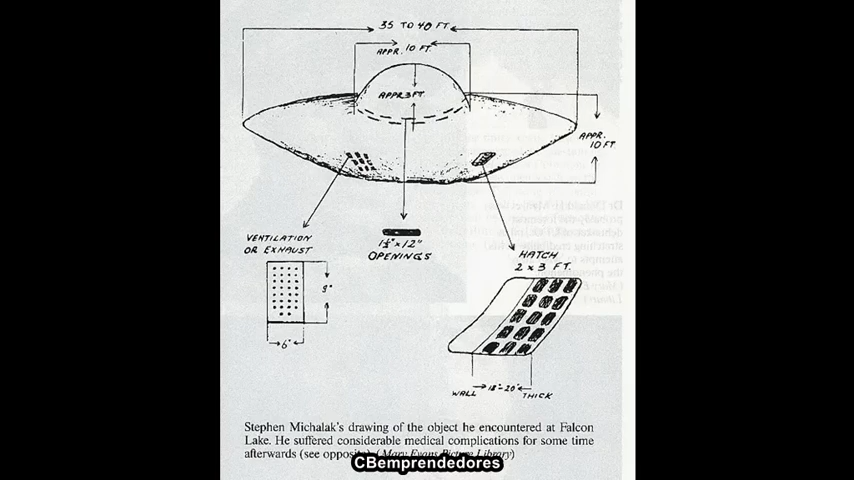 35 TO 40 FT.
APPR. 10 FT.
APPR 3 FT.
APPR.
10 FT.
VENTILATION
OR EXHAUST
9"
6"
1½" x 12"
OPENINGS
HATCH
2 x 3 FT.
WALL 18"-20" THICK
Stephen Michalak's drawing of the object he encountered at Falcon
Lake. He suffered considerable medical complications for some time
afterwards (see opposite). (Mary Evans Picture Library)
CBemprendedores